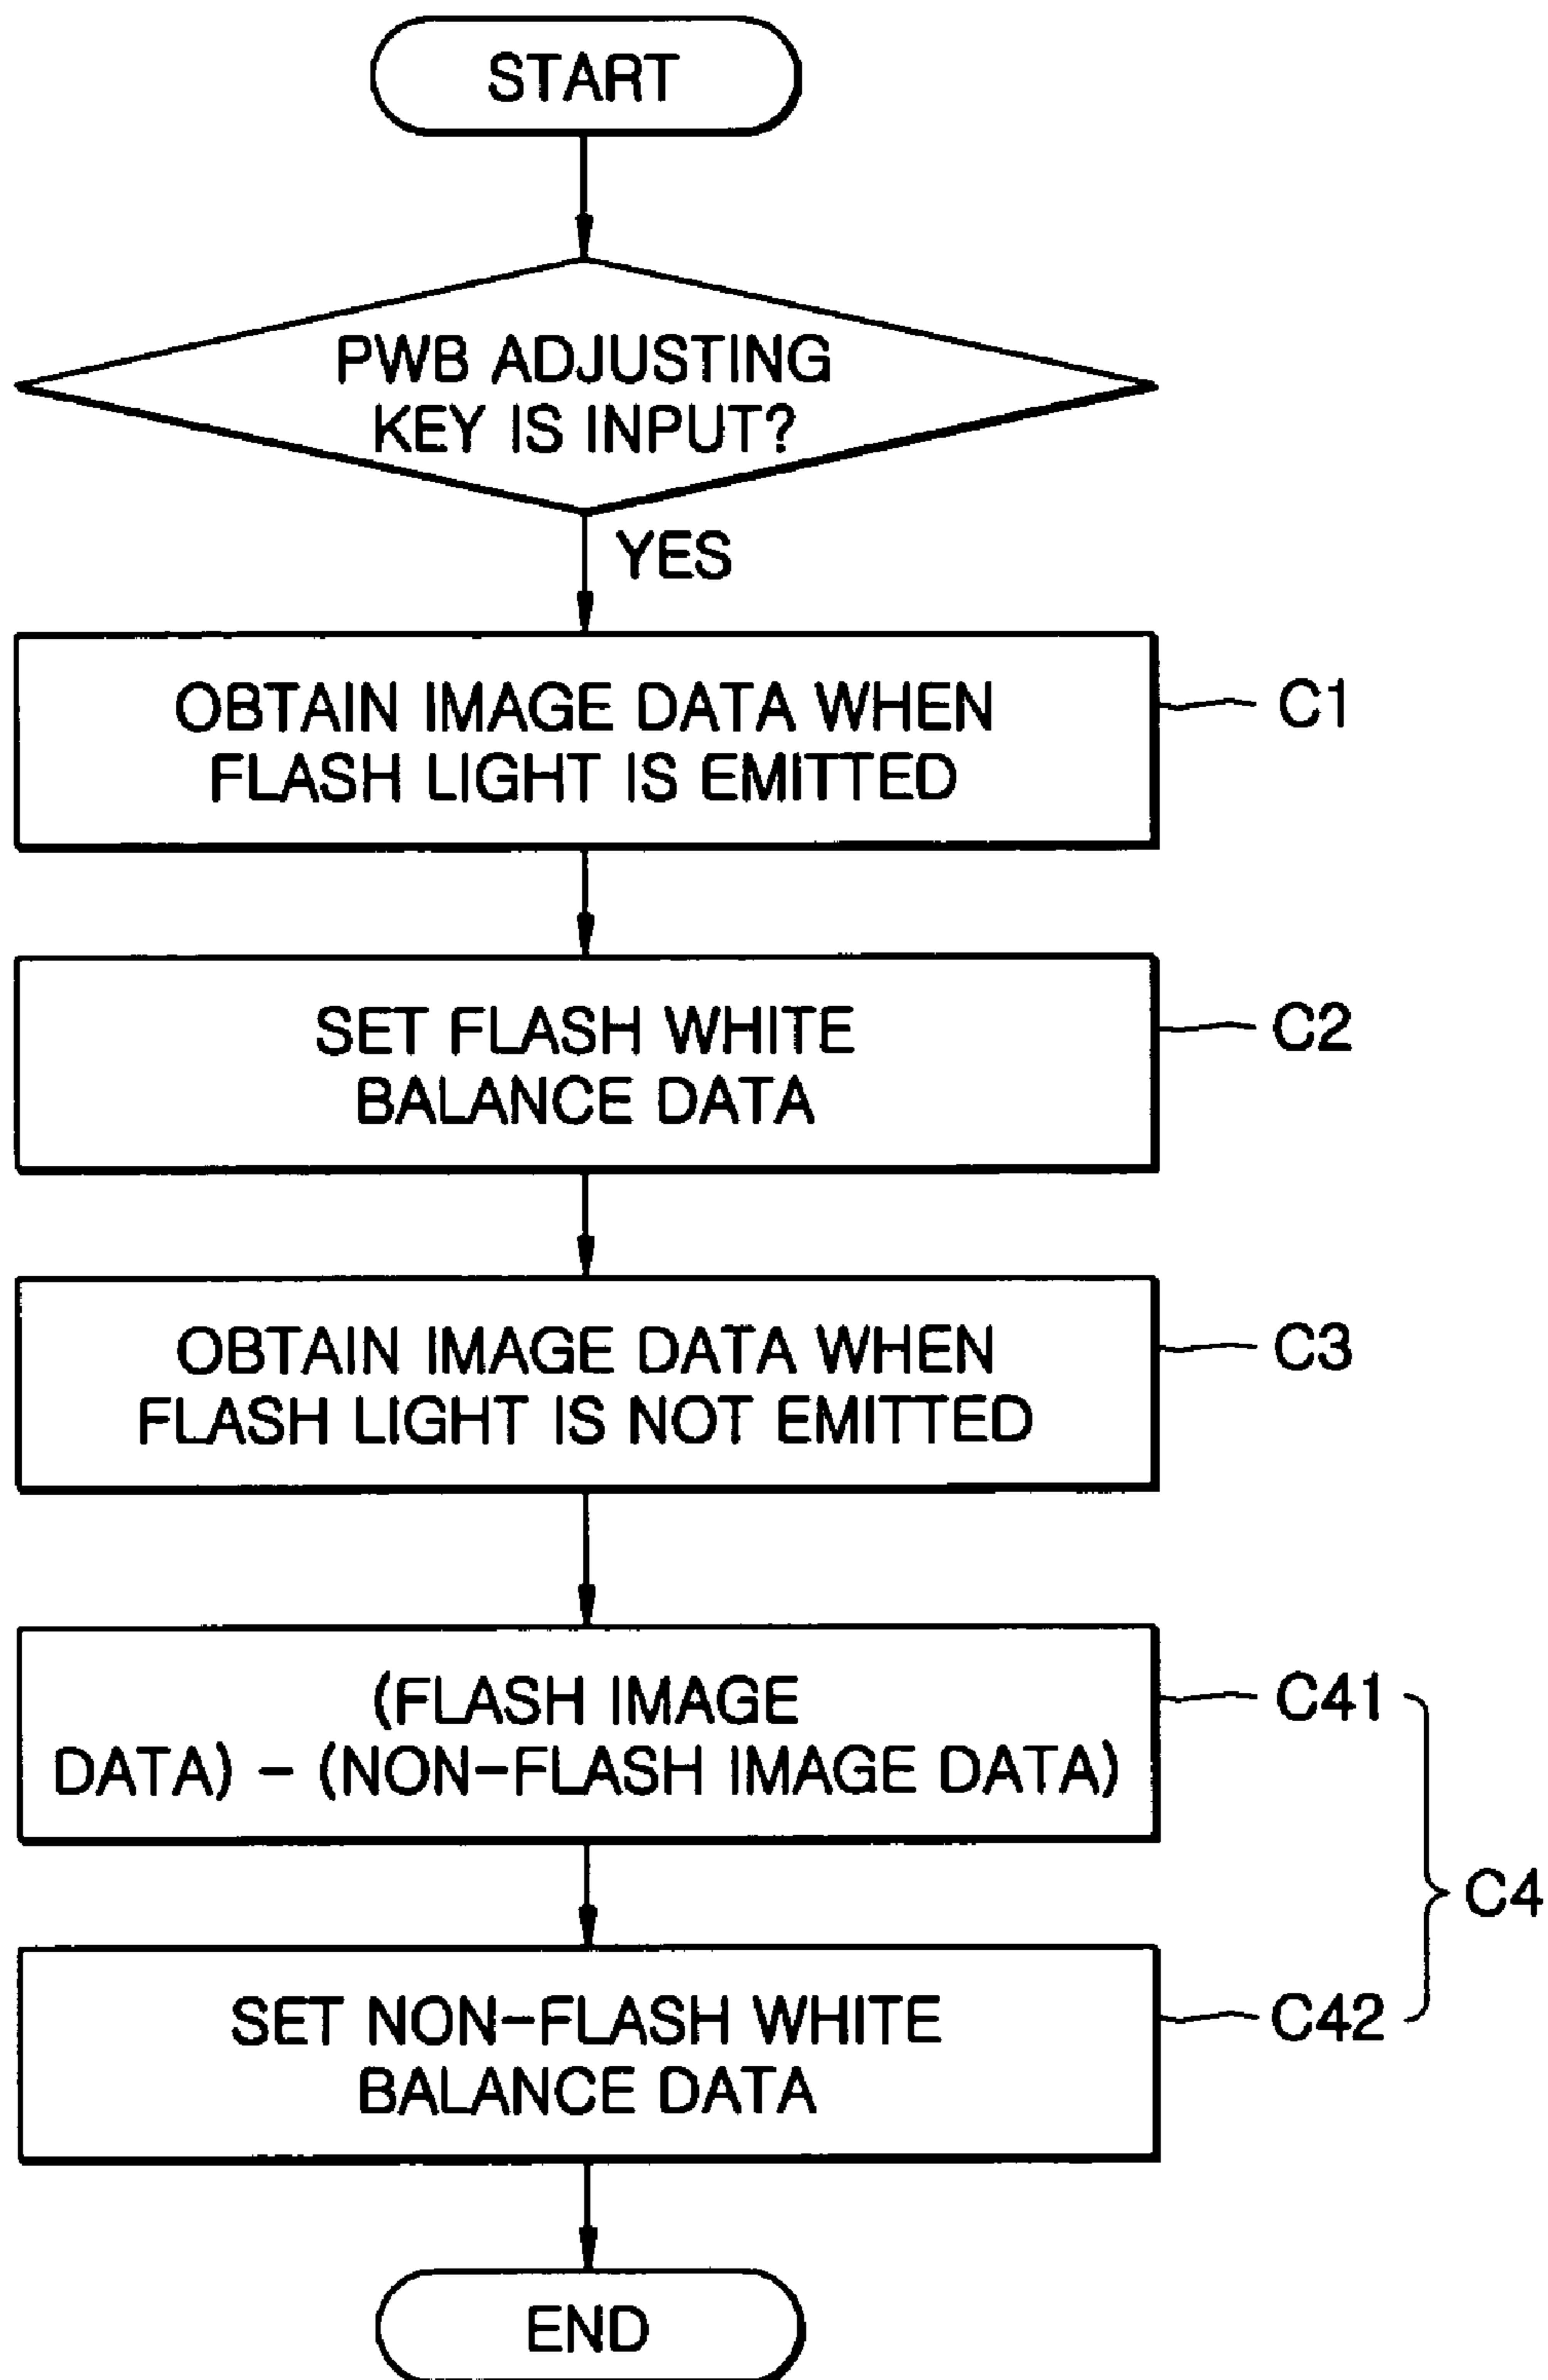 START
PWB ADJUSTING
KEY IS INPUT?
YES
OBTAIN IMAGE DATA WHEN
FLASH LIGHT IS EMITTED
C1
SET FLASH WHITE
BALANCE DATA
C2
OBTAIN IMAGE DATA WHEN
FLASH LIGHT IS NOT EMITTED
C3
(FLASH IMAGE
DATA) – (NON–FLASH IMAGE DATA)
C41
C4
SET NON–FLASH WHITE
BALANCE DATA
C42
END